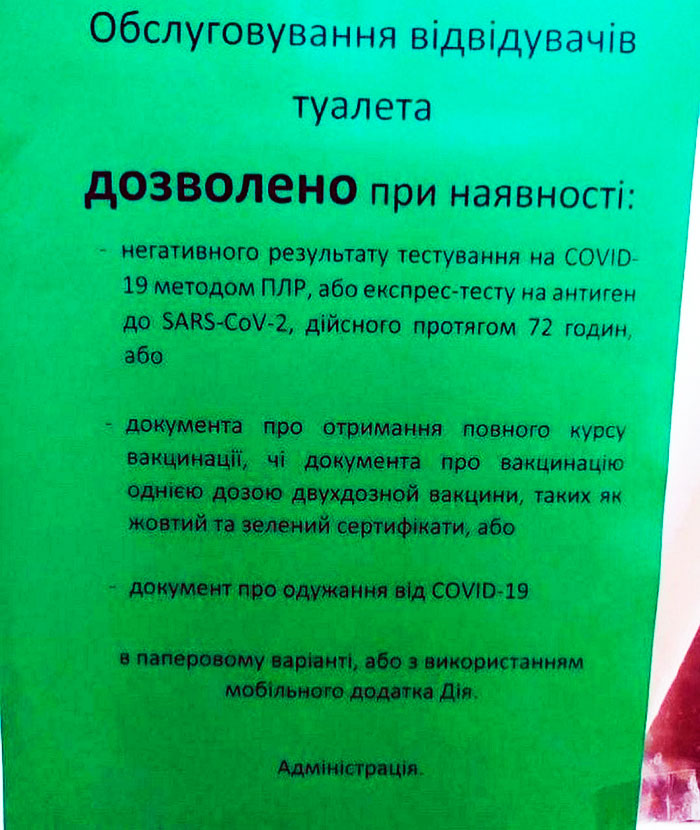 Обслуговування відвідувачів
туалета
дозволено при наявності:
- негативного результату тестування на COVID-
19 методом ПЛР, або експрес-тесту на антиген
до SARS-CoV-2, дійсного протягом 72 годин,
або
- документа про отримання повного курсу
вакцинації, чі документа про вакцинацію
однією дозою двухдозной вакцини, таких як
жовтий та зелений сертифікати, або
- документ про одужання від COVID-19
в паперовому варіанті, або з використанням
мобільного додатка Дія.
Адміністрація.